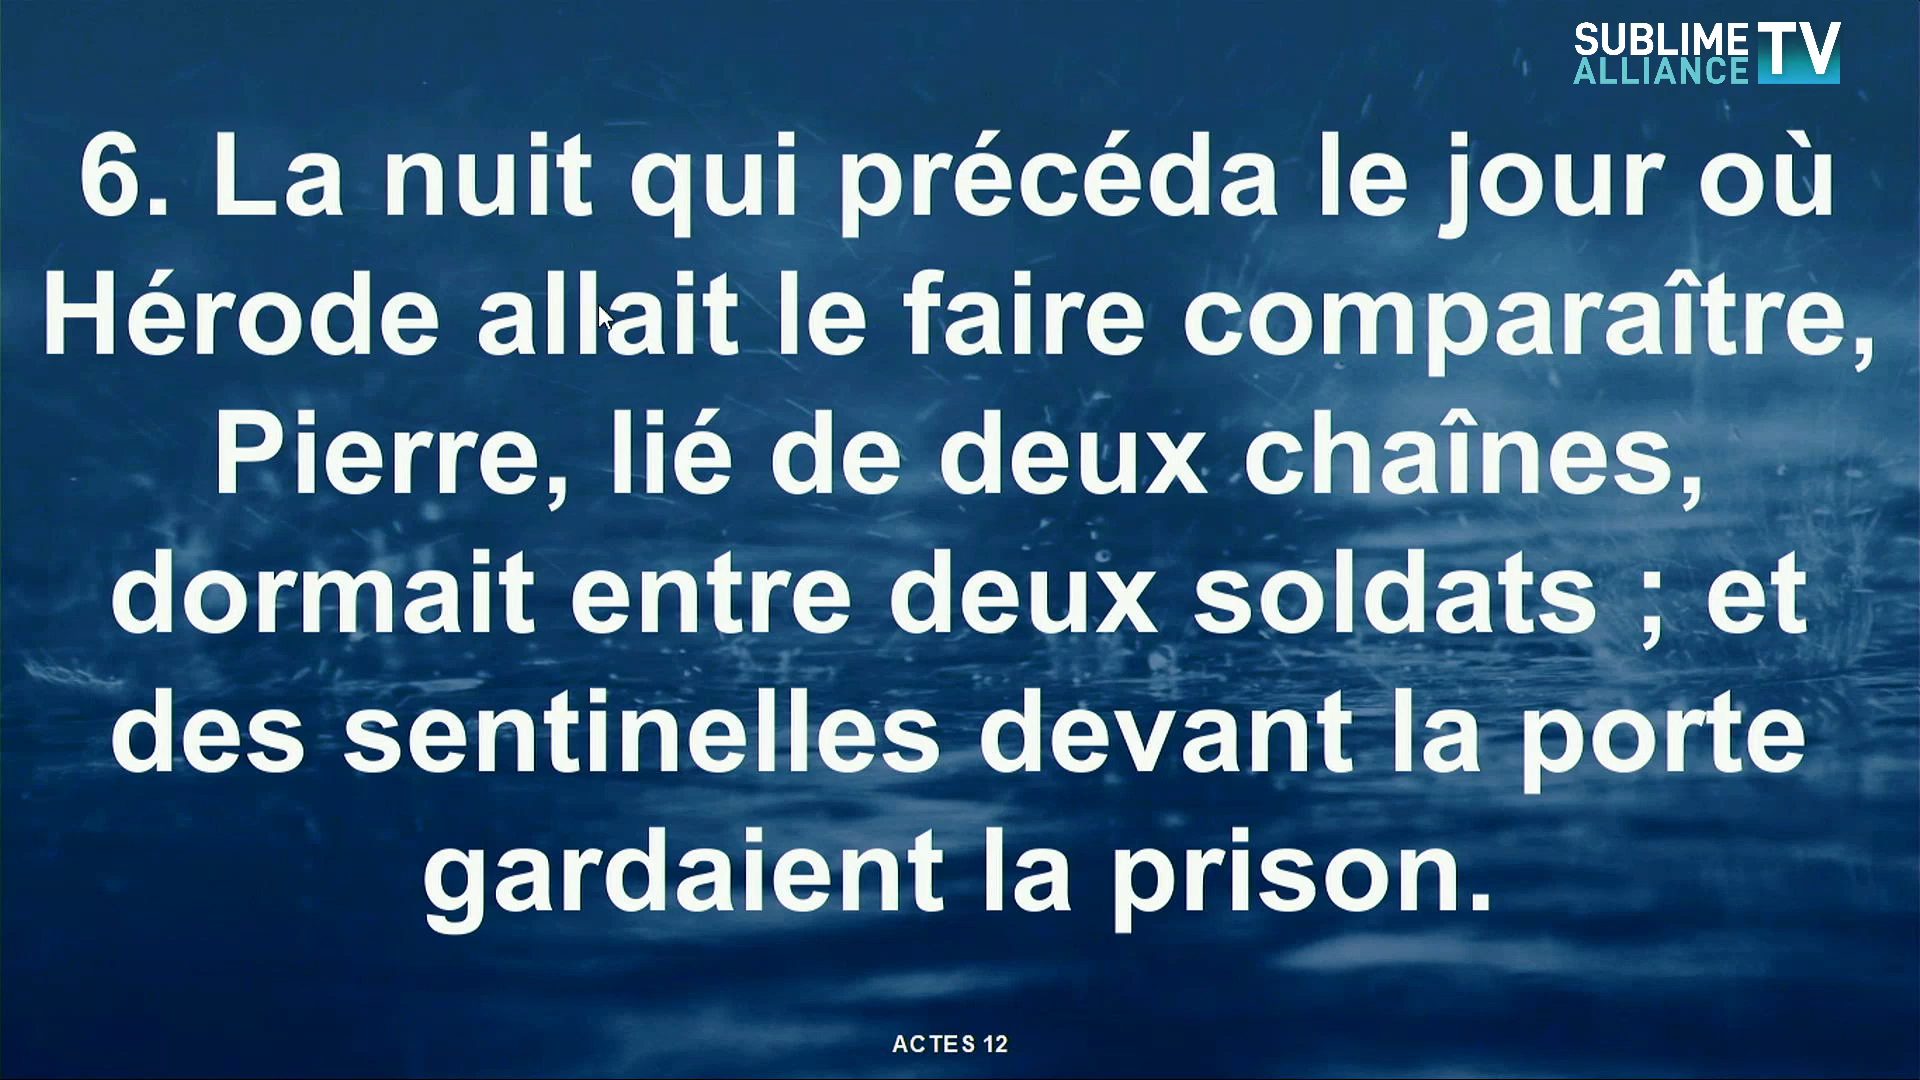 SUBLIME
ALLIANCE TV
6. La nuit qui précéda le jour où
Hérode allait le faire comparaître,
Pierre, lié de deux chaînes,
dormait entre deux soldats ; et
des sentinelles devant la porte
gardaient la prison.
ACTES 12